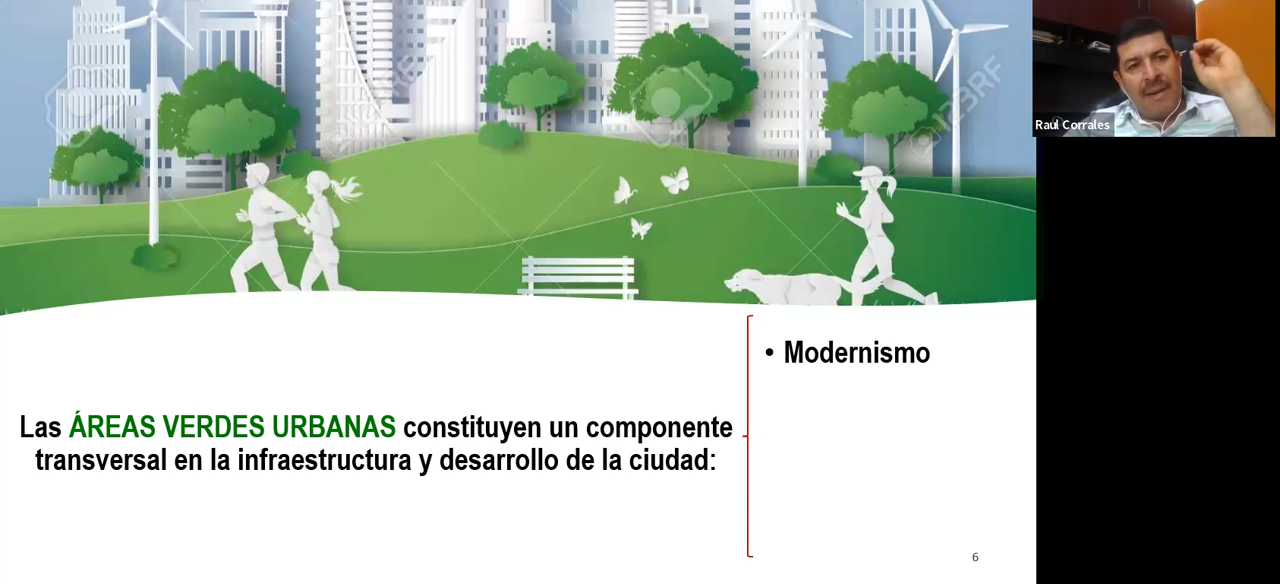 123RF
Raul Corrales
• Modernismo
Las ÁREAS VERDES URBANAS constituyen un componente
transversal en la infraestructura y desarrollo de la ciudad:
6